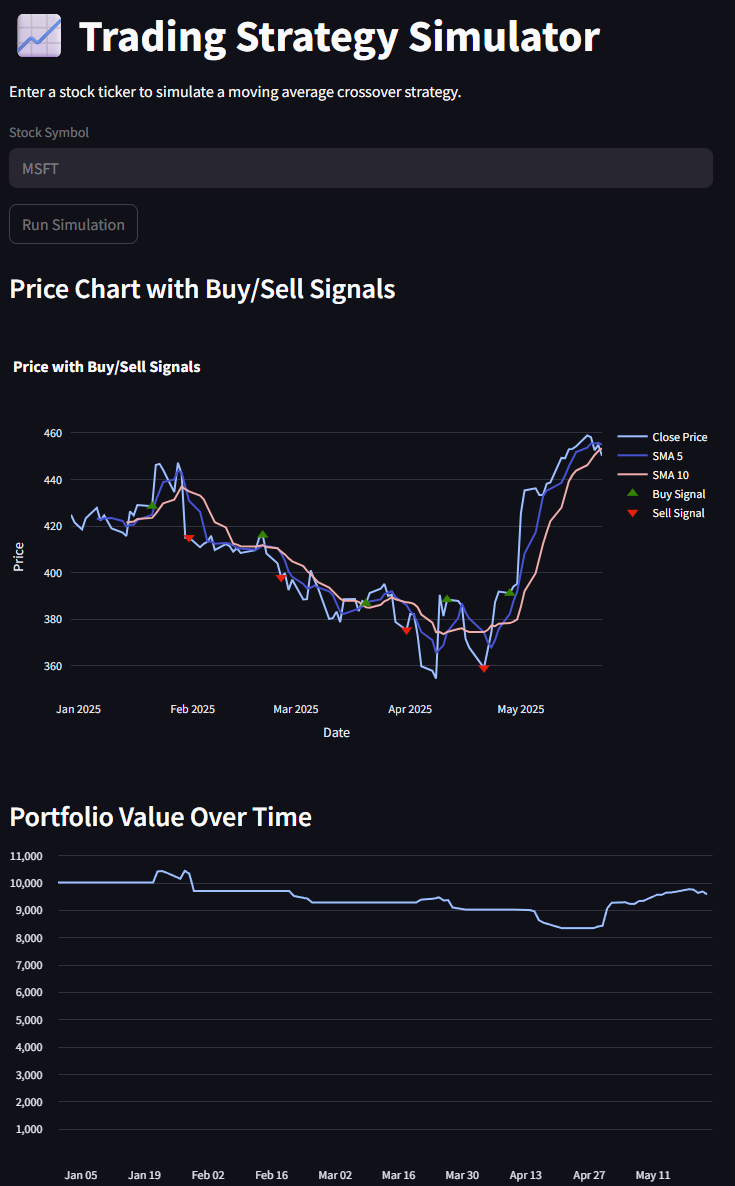 Trading Strategy Simulator
Enter a stock ticker to simulate a moving average crossover strategy.
Stock Symbol
MSFT
Run Simulation
Price Chart with Buy/Sell Signals
Price with Buy/Sell Signals
460
440
420
400
380
360
Price
Jan 2025 Feb 2025 Mar 2025 Apr 2025 May 2025
Date
Close Price
SMA 5
SMA 10
Buy Signal
Sell Signal
Portfolio Value Over Time
11,000
10,000
9,000
8,000
7,000
6,000
5,000
4,000
3,000
2,000
1,000
Jan 05 Jan 19 Feb 02 Feb 16 Mar 02 Mar 16 Mar 30 Apr 13 Apr 27 May 11